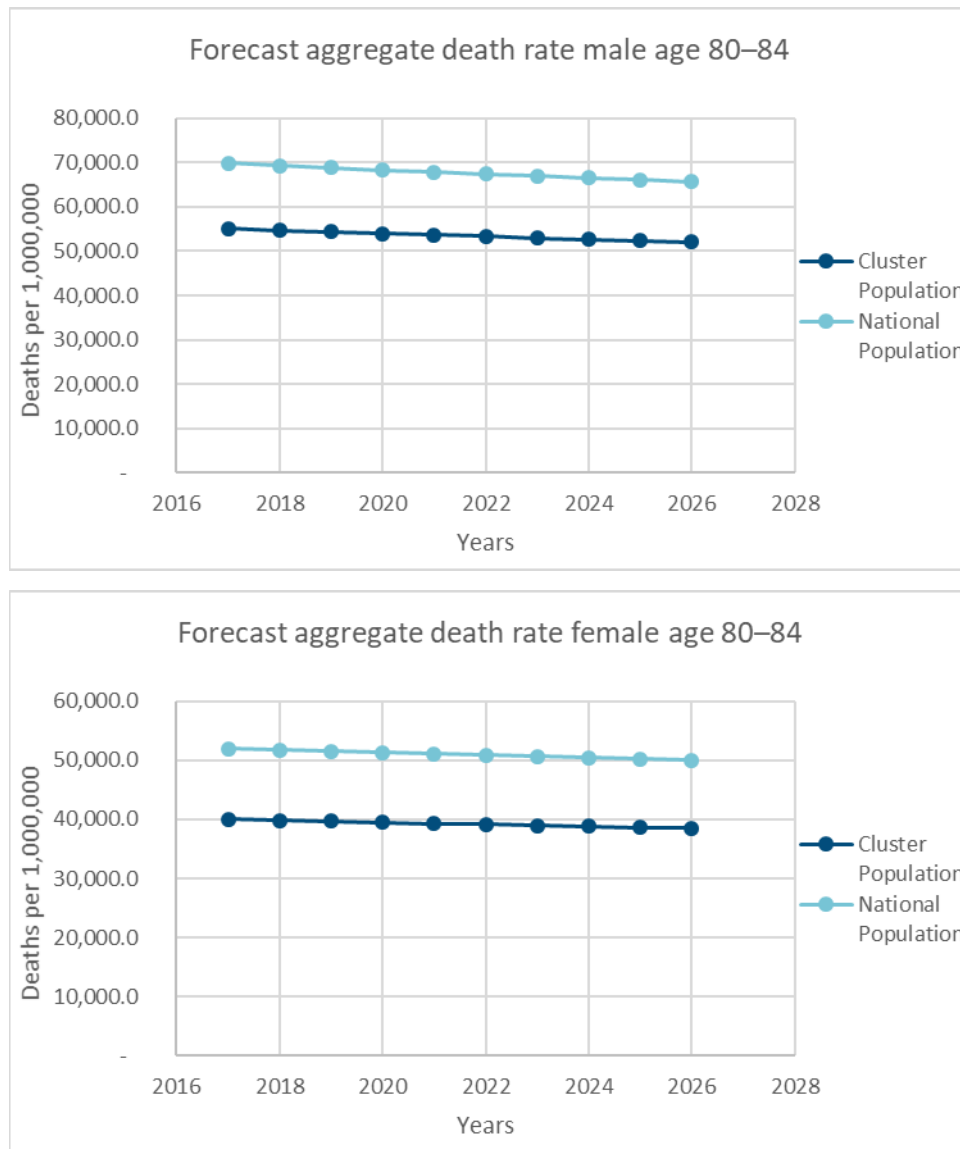 Forecast aggregate death rate male age 80–84
Deaths per 1,000,000
80,000.0
70,000.0
60,000.0
50,000.0
40,000.0
30,000.0
20,000.0
10,000.0
-
2016 2018 2020 2022 2024 2026 2028
Years
Cluster
Population
National
Population
Forecast aggregate death rate female age 80–84
Deaths per 1,000,000
60,000.0
50,000.0
40,000.0
30,000.0
20,000.0
10,000.0
-
2016 2018 2020 2022 2024 2026 2028
Years
Cluster
Population
National
Population